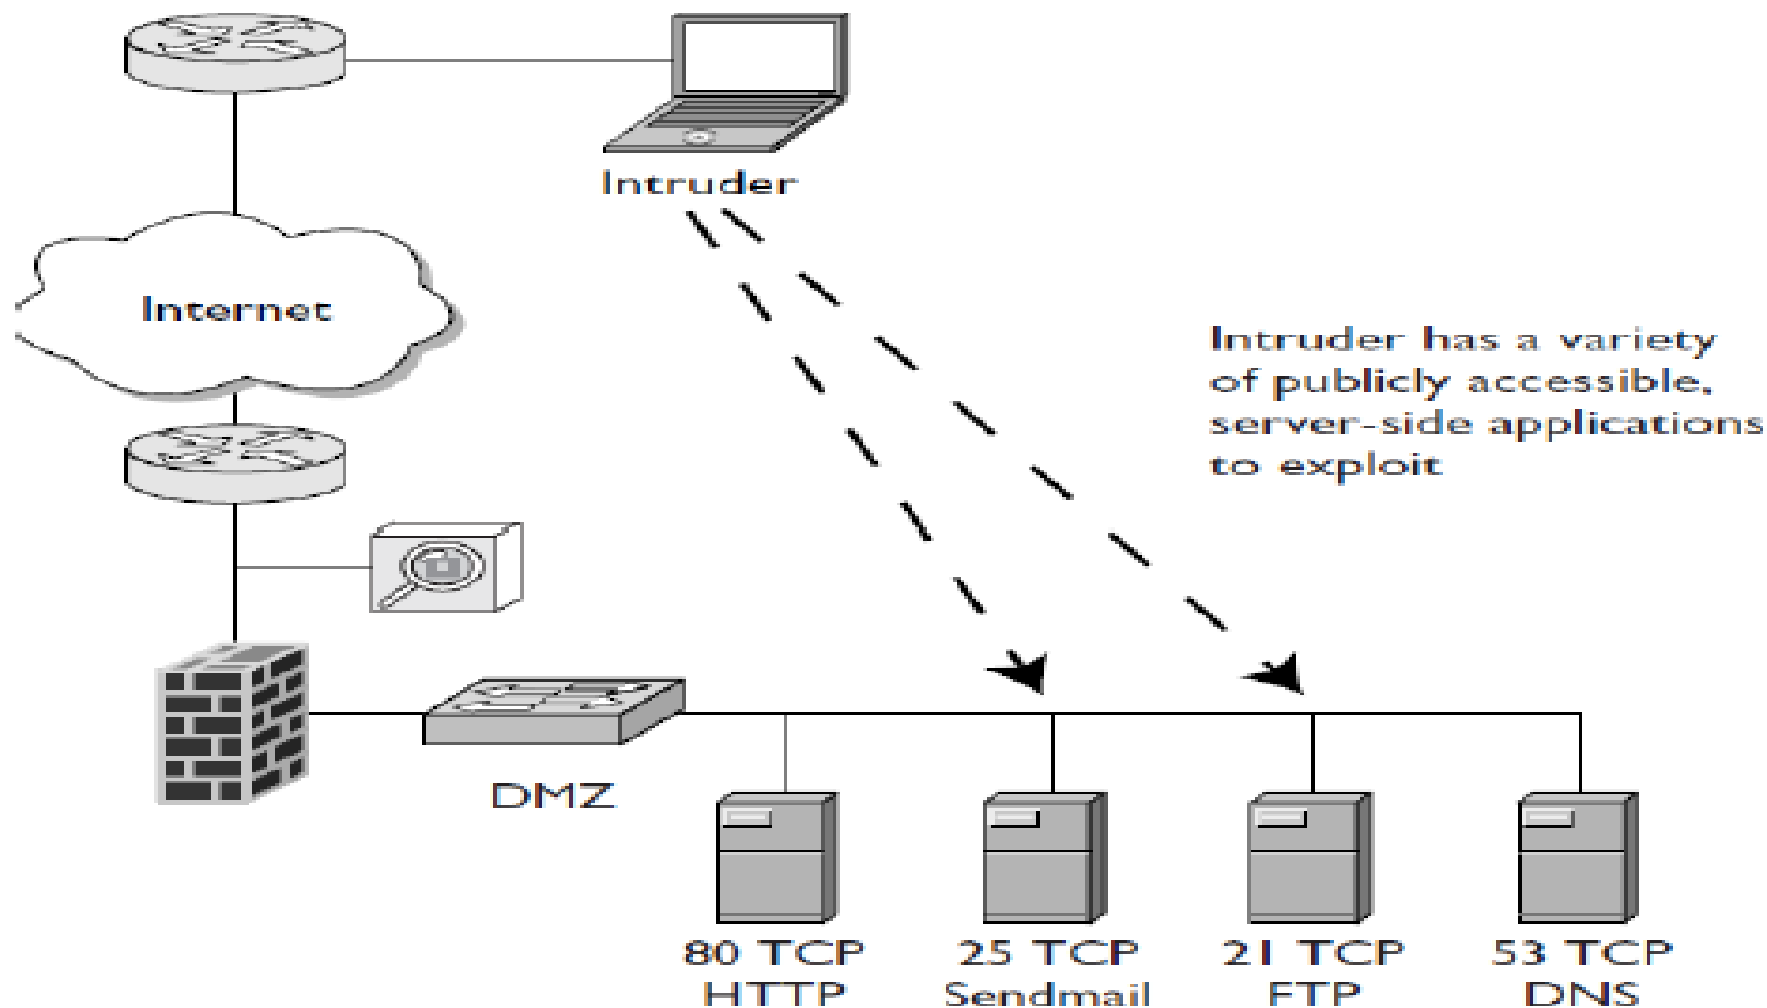 Intruder
Internet
Intruder has a variety
of publicly accessible,
server-side applications
to exploit
DMZ
80 TCP
HTTP
25 TCP
Sendmail
21 TCP
FTP
53 TCP
DNS